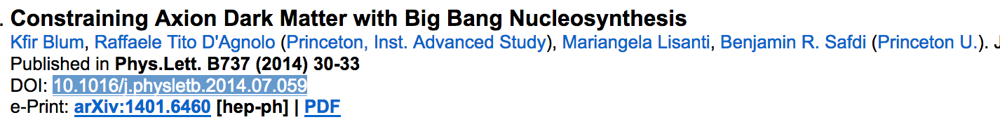 . Constraining Axion Dark Matter with Big Bang Nucleosynthesis
Kfir Blum, Raffaele Tito D'Agnolo (Princeton, Inst. Advanced Study), Mariangela Lisanti, Benjamin R. Safdi (Princeton U.). J
Published in Phys.Lett. B737 (2014) 30-33
DOI: 10.1016/j.physletb.2014.07.059
e-Print: arXiv:1401.6460 [hep-ph] | PDF